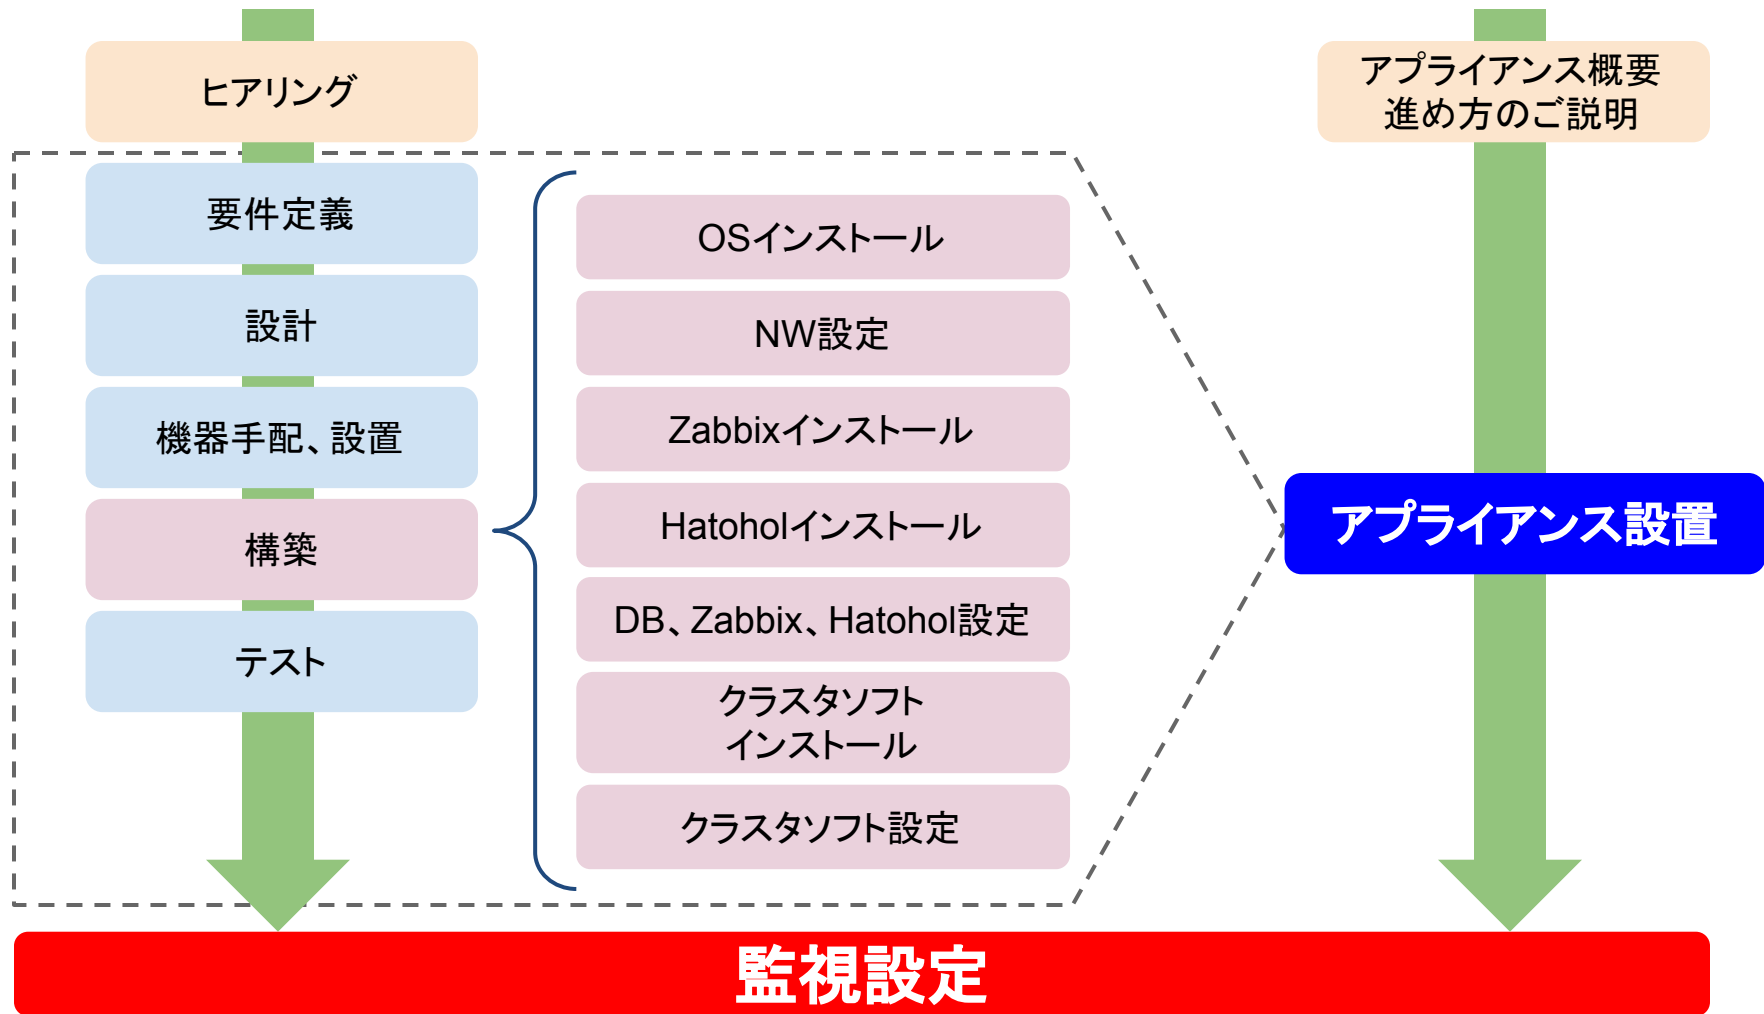 ヒアリング
要件定義
設計
機器手配、設置
構築
テスト
OSインストール
NW設定
Zabbixインストール
Hatoholインストール
DB、Zabbix、Hatohol設定
クラスタソフト
インストール
クラスタソフト設定
アプライアンス概要
進め方のご説明
アプライアンス設置
監視設定